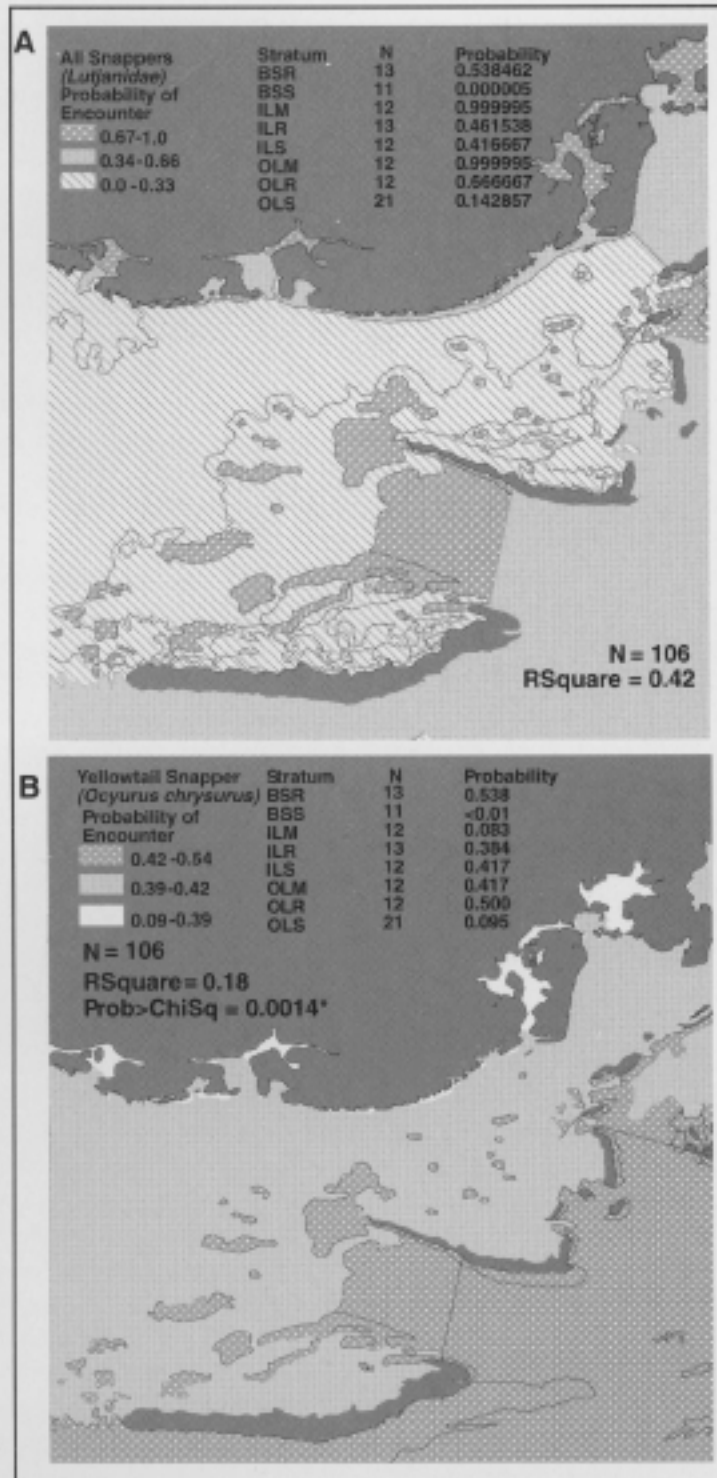 A
All Snappers
(Lutjanidae)
Probability of
Encounter
0.67-1.0
0.34-0.66
0.0-0.33
Stratum N Probability
BSR 13 0.538462
BSS 11 0.000005
ILM 12 0.999995
ILR 13 0.461538
ILS 12 0.416667
OLM 12 0.999995
OLR 12 0.666667
OLS 21 0.142857
N = 106
RSquare = 0.42
B
Yellowtail Snapper
(Ocyurus chrysurus)
Probability of
Encounter
0.42-0.54
0.39-0.42
0.09-0.39
Stratum N Probability
BSR 13 0.538
BSS 11 <0.01
ILM 12 0.083
ILR 13 0.384
ILS 12 0.417
OLM 12 0.417
OLR 12 0.500
OLS 21 0.095
N = 106
RSquare = 0.18
Prob>ChiSq = 0.0014*